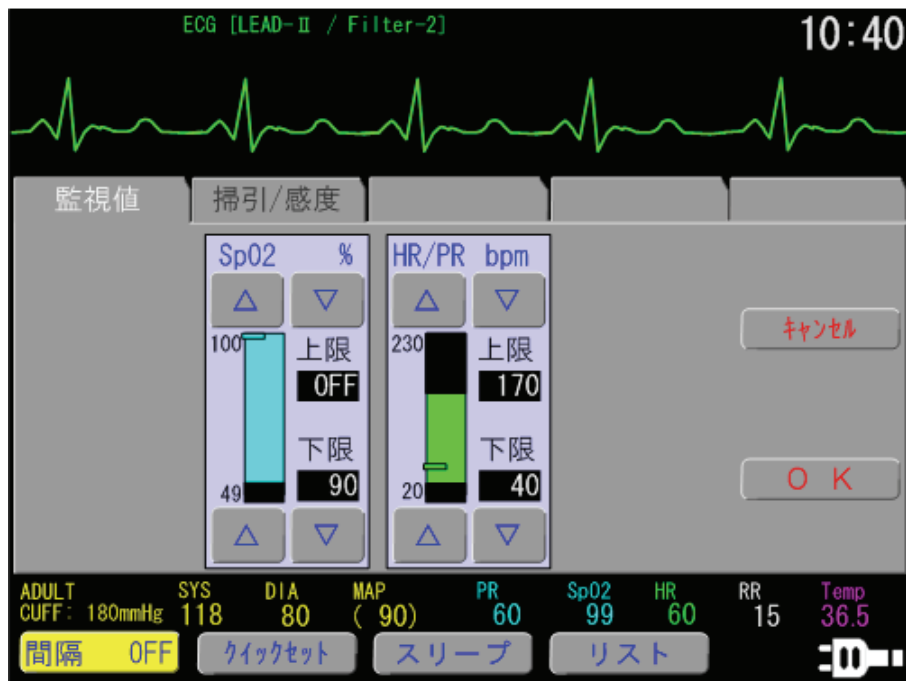 ECG [LEAD-Ⅱ / Filter-2]
10:40
監視値
掃引/感度
SpO2 %
△ ▽
100
上限
OFF
下限
49
90
△ ▽
HR/PR bpm
△ ▽
230
上限
170
下限
20
40
△ ▽
キャンセル
OK
ADULT
CUFF: 180mmHg
SYS
118
DIA
80
MAP
( 90)
PR
60
SpO2
99
HR
60
RR
15
Temp
36.5
間隔 OFF
クイックセット
スリープ
リスト